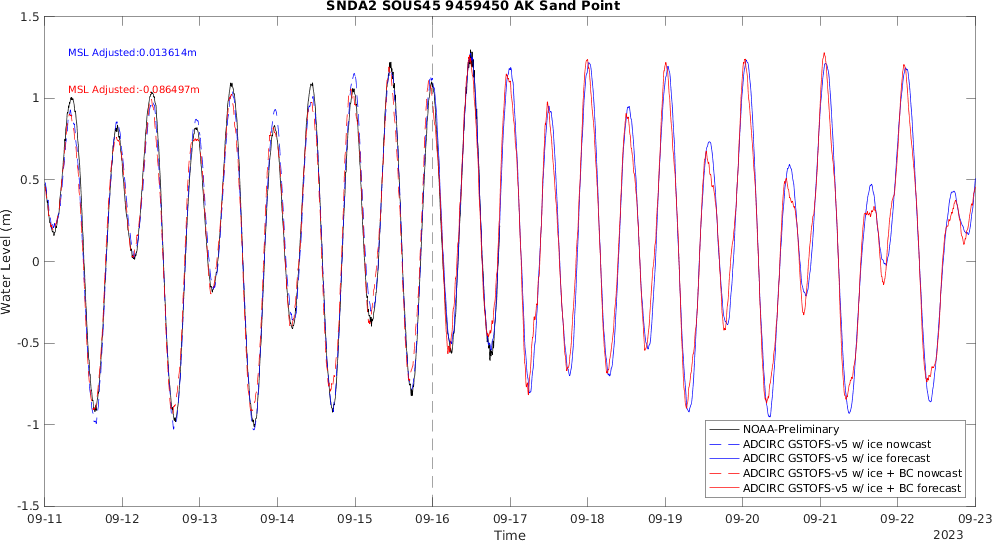 SNDA2 SOUS45 9459450 AK Sand Point
MSL Adjusted:0.013614m
MSL Adjusted:-0.086497m
Water Level (m)
1.5
1
0.5
0
-0.5
-1
-1.5
NOAA-Preliminary
ADCIRC GSTOFS-v5 w/ ice nowcast
ADCIRC GSTOFS-v5 w/ ice forecast
ADCIRC GSTOFS-v5 w/ ice + BC nowcast
ADCIRC GSTOFS-v5 w/ ice + BC forecast
09-11 09-12 09-13 09-14 09-15 09-16 09-17 09-18 09-19 09-20 09-21 09-22 09-23
Time
2023